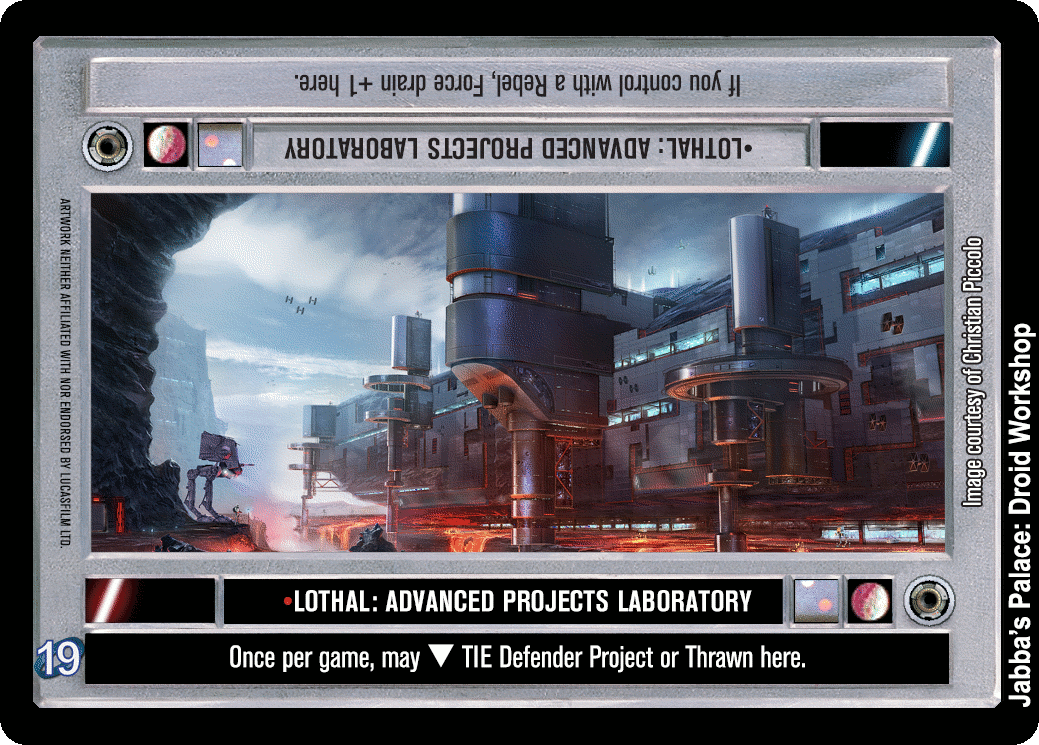 If you control with a Rebel, Force drain +1 here.
•LOTHAL: ADVANCED PROJECTS LABORATORY
ARTWORK NEITHER AFFILIATED WITH NOR ENDORSED BY LUCASFILM LTD.
Image courtesy of Christian Piccolo
Jabba's Palace: Droid Workshop
•LOTHAL: ADVANCED PROJECTS LABORATORY
19
Once per game, may ▼ TIE Defender Project or Thrawn here.